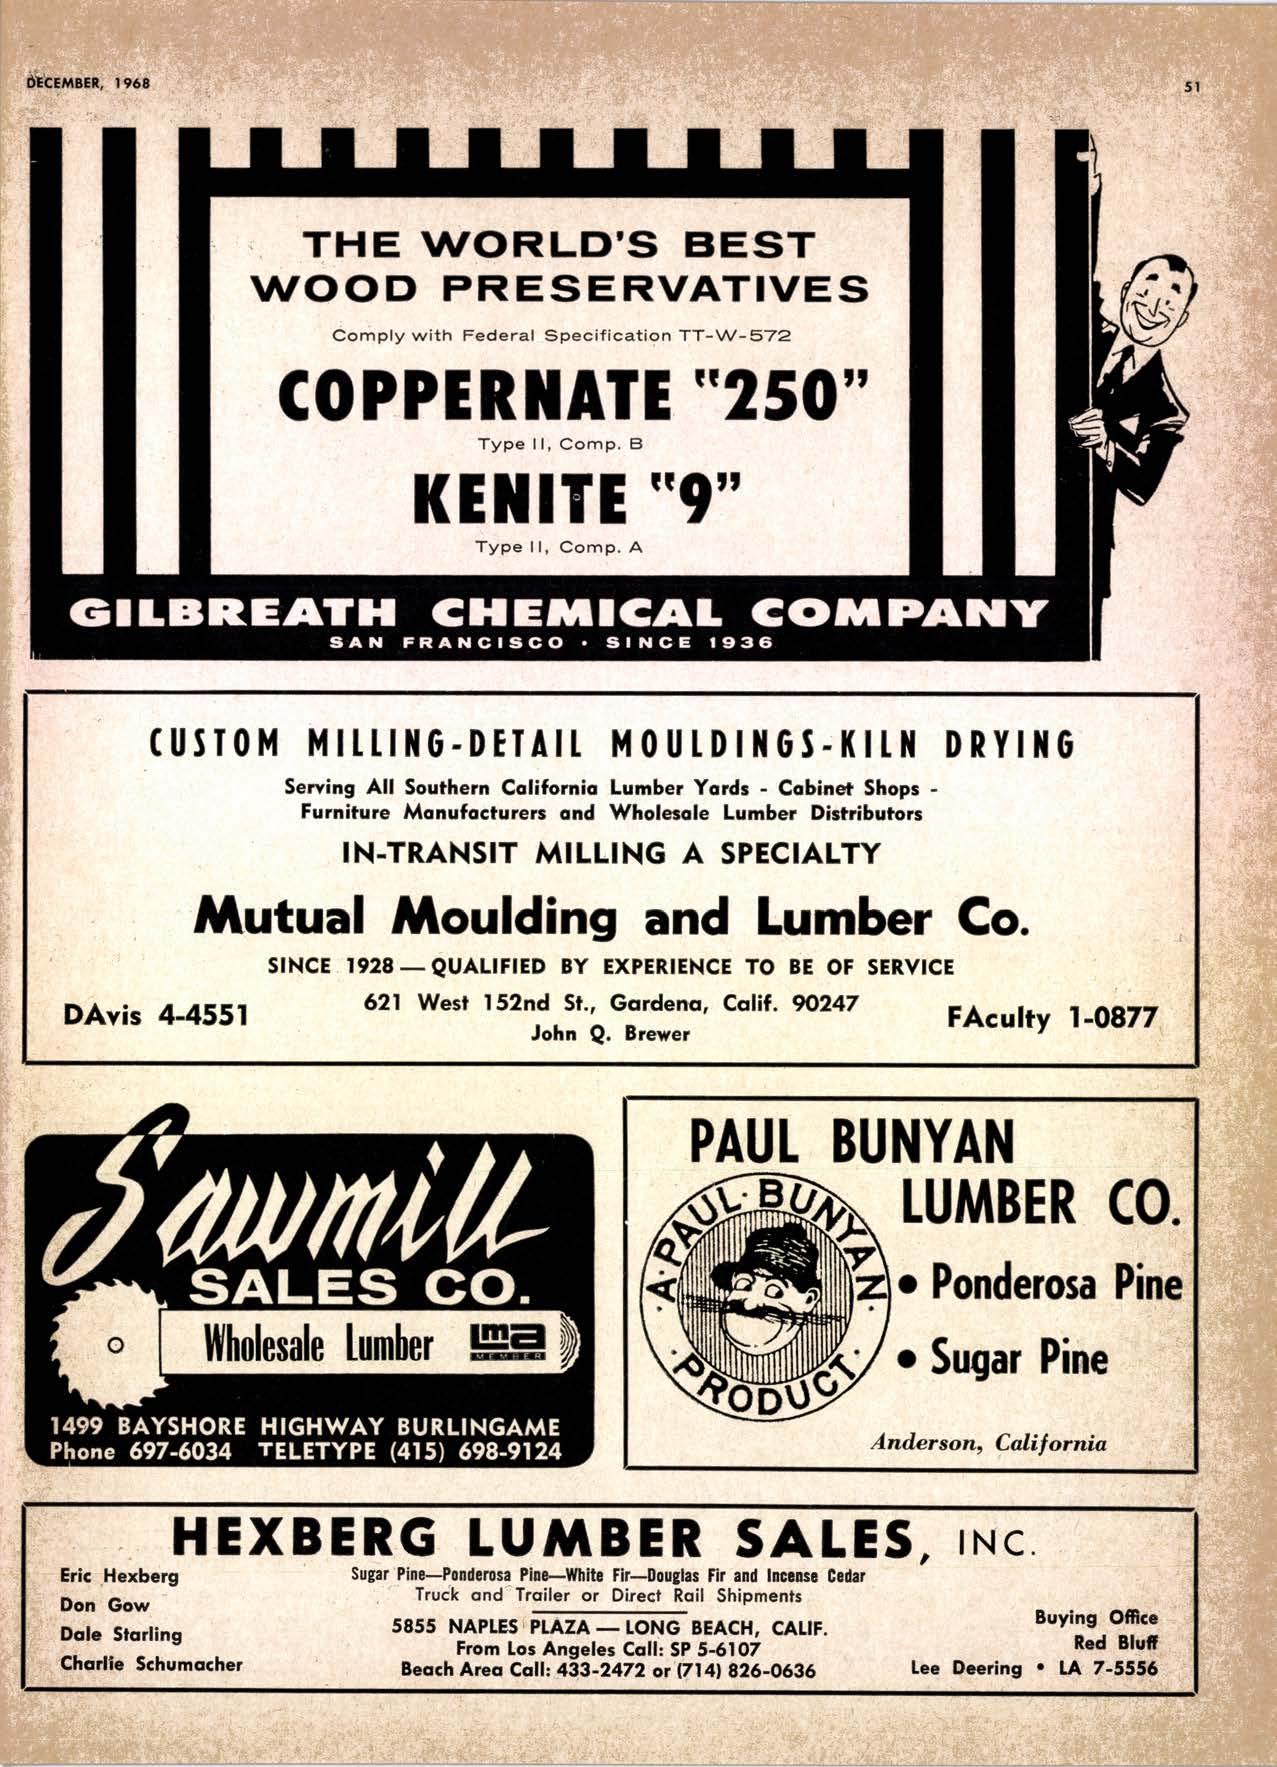 DECEMBER, 1968
51
THE WORLD'S BEST
WOOD PRESERVATIVES
Comply with Federal Specification TT-W-572
COPPERNATE "250"
Type II, Comp. B
KENITE "9"
Type II, Comp. A
GILBREATH CHEMICAL COMPANY
SAN FRANCISCO • SINCE 1936
CUSTOM MILLING-DETAIL MOULDINGS-KILN DRYING
Serving All Southern California Lumber Yards - Cabinet Shops -
Furniture Manufacturers and Wholesale Lumber Distributors
IN-TRANSIT MILLING A SPECIALTY
Mutual Moulding and Lumber Co.
SINCE 1928 — QUALIFIED BY EXPERIENCE TO BE OF SERVICE
DAvis 4-4551
621 West 152nd St., Gardena, Calif. 90247
John Q. Brewer
FAculty 1-0877
Sawmill
SALES CO.
Wholesale Lumber
lma
MEMBER
1499 BAYSHORE HIGHWAY BURLINGAME
Phone 697-6034 TELETYPE (415) 698-9124
PAUL BUNYAN
LUMBER CO.
A PAUL BUNYAN
PRODUCT
• Ponderosa Pine
• Sugar Pine
Anderson, California
HEXBERG LUMBER SALES, INC.
Eric Hexberg
Don Gow
Dale Starling
Charlie Schumacher
Sugar Pine—Ponderosa Pine—White Fir—Douglas Fir and Incense Cedar
Truck and Trailer or Direct Rail Shipments
5855 NAPLES PLAZA — LONG BEACH, CALIF.
From Los Angeles Call: SP 5-6107
Beach Area Call: 433-2472 or (714) 826-0636
Buying Office
Red Bluff
Lee Deering • LA 7-5556